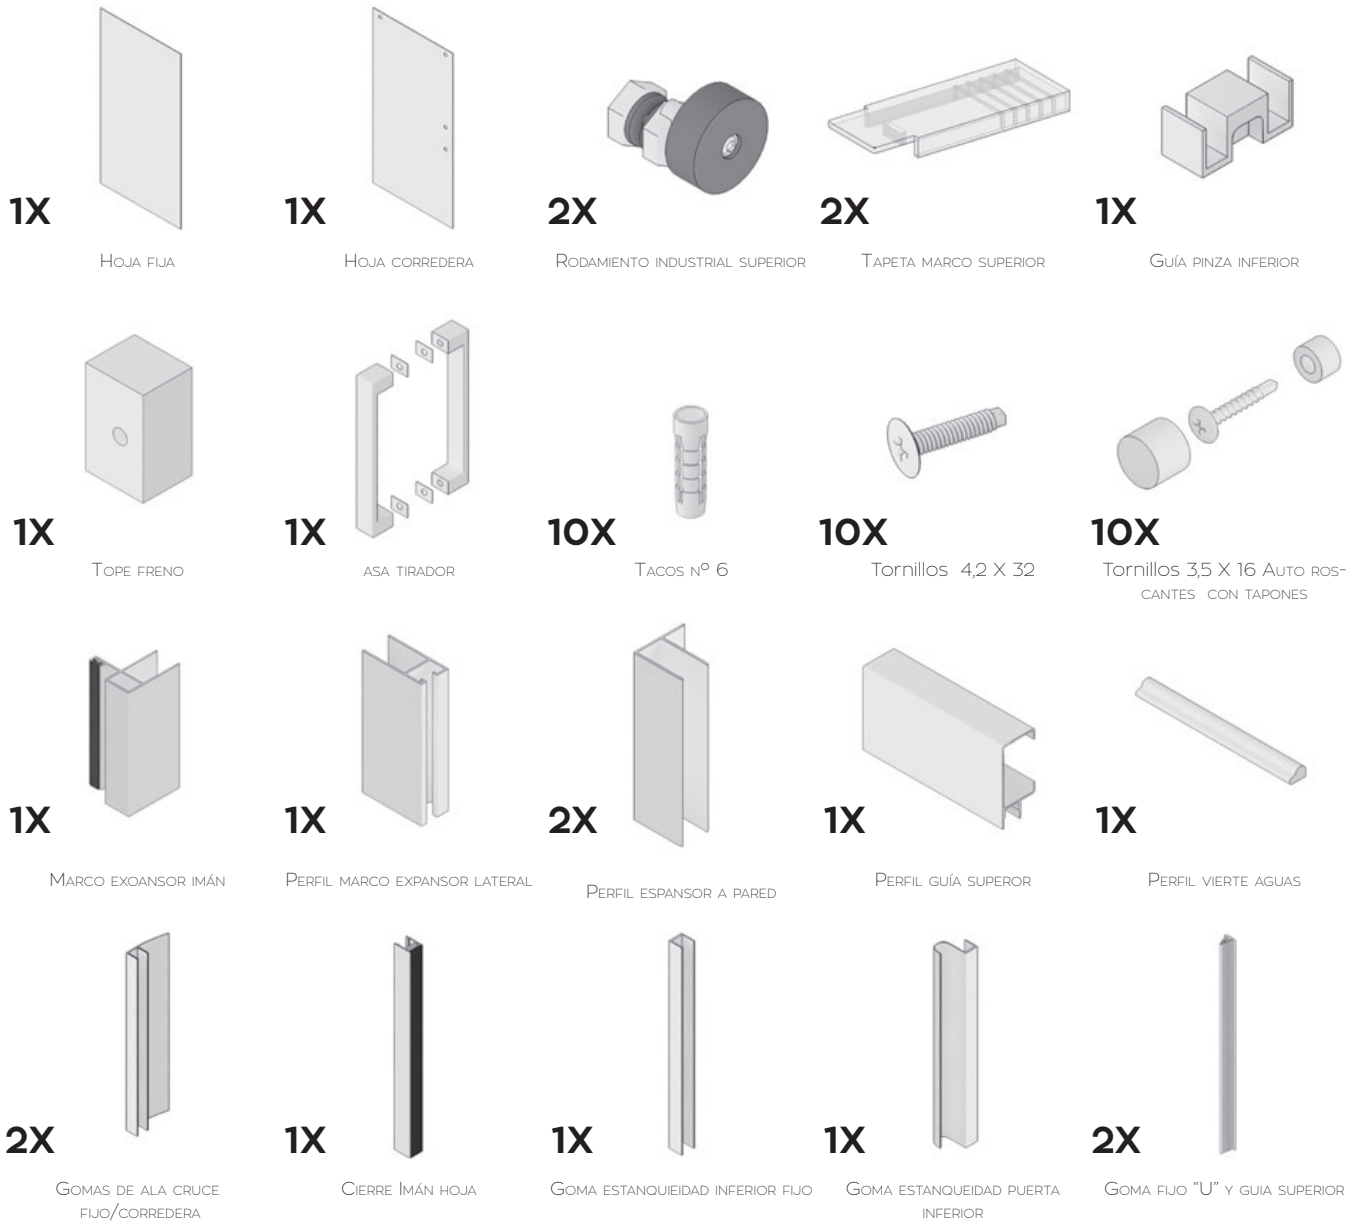 1X
1X
2X
2X
1X
Hoja fija
Hoja corredera
Rodamiento industrial superior
Tapeta marco superior
Guía pinza inferior
1X
1X
10X
10X
10X
Tope freno
asa tirador
Tacos nº 6
Tornillos 4,2 X 32
Tornillos 3,5 X 16 Auto ros-
cantes con tapones
1X
1X
2X
1X
1X
Marco exoansor imán
Perfil marco expansor lateral
Perfil espansor a pared
Perfil guía superor
Perfil vierte aguas
2X
1X
1X
1X
2X
Gomas de ala cruce
fijo/corredera
Cierre Imán hoja
Goma estanquieidad inferior fijo
Goma estanqueidad puerta
inferior
Goma fijo "U" y guia superior